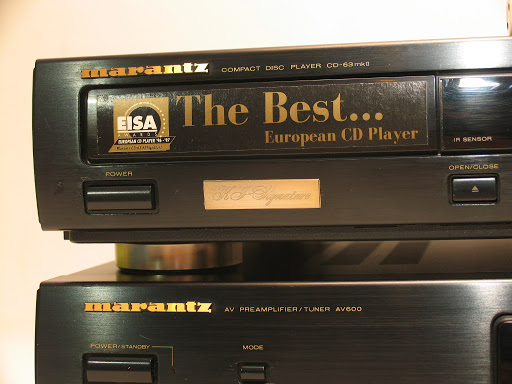 marantz COMPACT DISC PLAYER CD-63mkII
EISA
AWARDS
EUROPEAN CD PLAYER '96-'97
The Best...
European CD Player
IR SENSOR
POWER
KI-Signature
OPEN/CLOSE
marantz AV PREAMPLIFIER/TUNER AV600
POWER/STANDBY
MODE